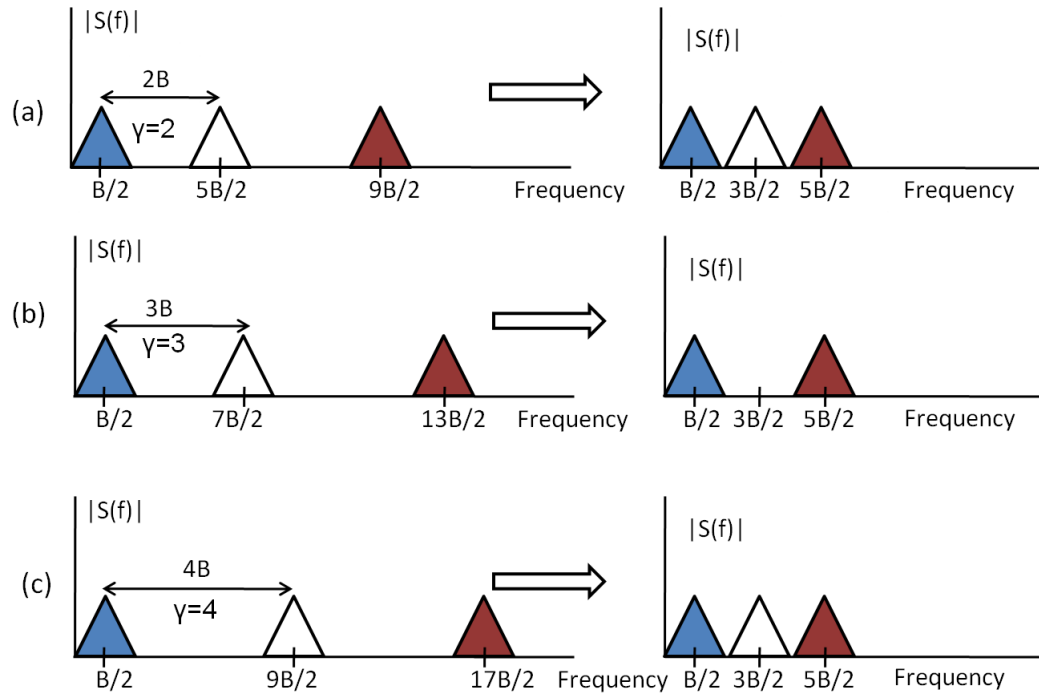 |S(f)|
2B
(a)
γ=2
B/2 5B/2 9B/2 Frequency
|S(f)|
B/2 3B/2 5B/2 Frequency
|S(f)|
3B
(b)
γ=3
B/2 7B/2 13B/2 Frequency
|S(f)|
B/2 3B/2 5B/2 Frequency
|S(f)|
4B
(c)
γ=4
B/2 9B/2 17B/2 Frequency
|S(f)|
B/2 3B/2 5B/2 Frequency